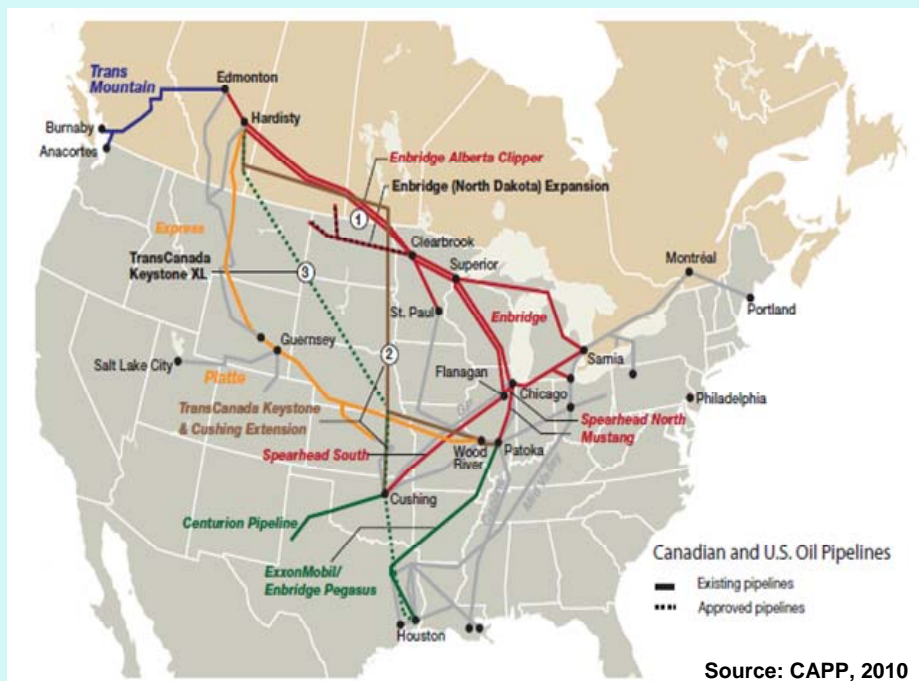 Trans
Mountain
Edmonton
Hardisty
Burnaby
Anacortes
Enbridge Alberta Clipper
Enbridge (North Dakota) Expansion
1
Express
Clearbrook
Superior
Montréal
TransCanada
Keystone XL
3
Portland
St. Paul
Enbridge
Guernsey
2
Sarnia
Salt Lake City
Flanagan
Platte
Chicago
Philadelphia
TransCanada Keystone
& Cushing Extension
Spearhead North
Mustang
Spearhead South
Wood
River
Patoka
Cushing
Centurion Pipeline
Mid Valley
Canadian and U.S. Oil Pipelines
Existing pipelines
Approved pipelines
ExxonMobil/
Enbridge Pegasus
Houston
Source: CAPP, 2010